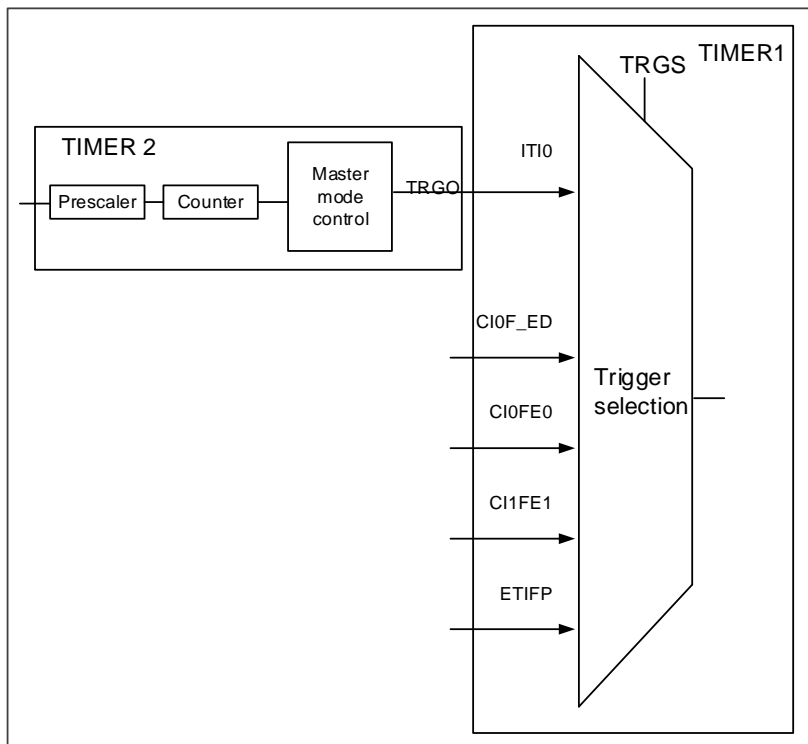 TIMER1
TRGS
TIMER 2
Prescaler
Counter
Master
mode
control
TRGO
ITI0
CI0F_ED
CI0FE0
CI1FE1
ETIFP
Trigger
selection